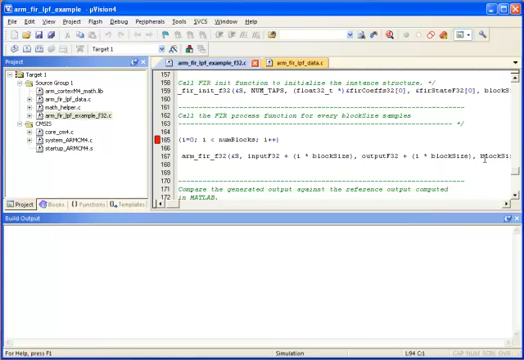 arm_fir_lpf_example - µVision4
File Edit View Project Flash Debug Peripherals Tools SVCS Window Help
Target 1
Project
arm_fir_lpf_example_f32.c
arm_fir_lpf_data.c
Target 1
Source Group 1
arm_cortexM4_math.lib
arm_fir_lpf_data.c
math_helper.c
arm_fir_lpf_example_f32.c
CMSIS
core_cm4.c
system_ARMCM4.c
startup_ARMCM4.s
157
158 Call FIR init function to initialize the instance structure. */
159 _fir_init_f32(&S, NUM_TAPS, (float32_t *)&firCoeffs32[0], &firStateF32[0],
160
161 ----------------------------------------------------------------------
162 Call the FIR process function for every blockSize samples
163 ------------------------------------------------------------------- */
164
165 (i=0; i < numBlocks; i++)
166
167 arm_fir_f32(&S, inputF32 + (i * blockSize), outputF32 + (i * blockSize),
168
169
170 ----------------------------------------------------------------------
171 Compare the generated output against the reference output computed
172 in MATLAB.
Project Books Functions Templates
Build Output
For Help, press F1
Simulation
L:94 C:1
CAP NUM SCRL OVR